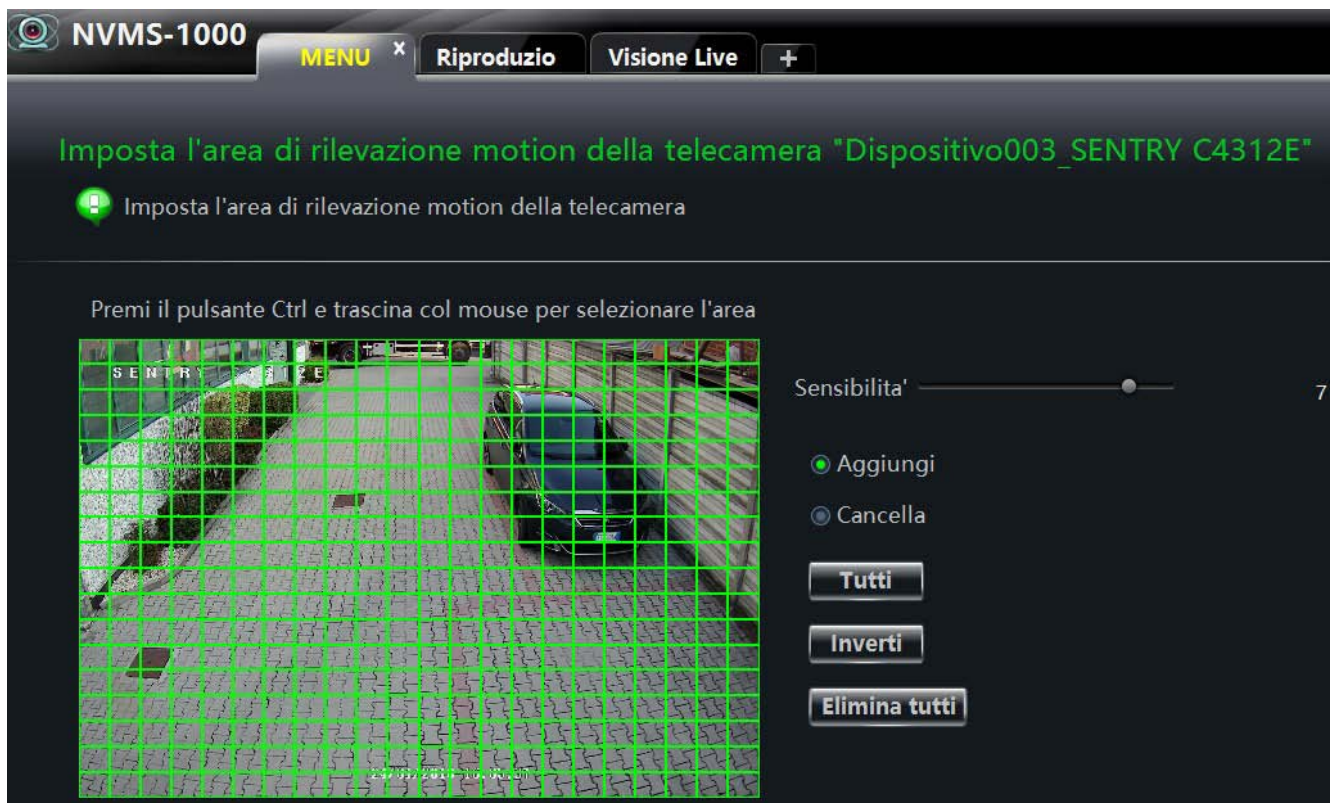 NVMS-1000
MENU x Riproduzio Visione Live +
Imposta l'area di rilevazione motion della telecamera "Dispositivo003_SENTRY C4312E"
Imposta l'area di rilevazione motion della telecamera
Premi il pulsante Ctrl e trascina col mouse per selezionare l'area
SENTRY
Sensibilita' 7
Aggiungi
Cancella
Tutti
Inverti
Elimina tutti